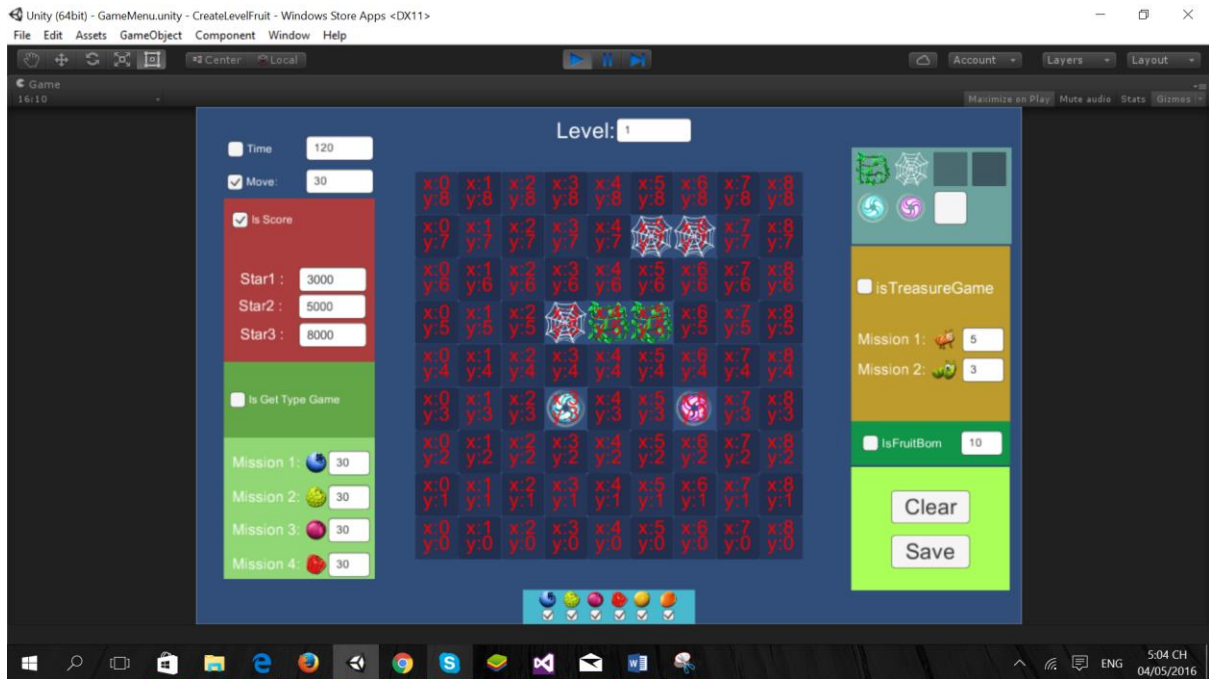 Unity (64bit) - GameMenu.unity - CreateLevelFruit - Windows Store Apps <DX11>
File Edit Assets GameObject Component Window Help
Center Local Account Layers Layout
Game
16:10 Maximize on Play Mute audio Stats Gizmos
Level: 1
Time 120
Move: 30
Is Score
Star1 : 3000
Star2 : 5000
Star3 : 8000
Is Get Type Game
Mission 1: 30
Mission 2: 30
Mission 3: 30
Mission 4: 30
x:0 x:1 x:2 x:3 x:4 x:5 x:6 x:7 x:8
y:8 y:8 y:8 y:8 y:8 y:8 y:8 y:8 y:8
x:0 x:1 x:2 x:3 x:4 x:7 x:8
y:7 y:7 y:7 y:7 y:7 y:7 y:7
x:0 x:1 x:2 x:3 x:4 x:5 x:6 x:7 x:8
y:6 y:6 y:6 y:6 y:6 y:6 y:6 y:6 y:6
x:0 x:1 x:2 x:6 x:7 x:8
y:5 y:5 y:5 y:5 y:5 y:5
x:0 x:1 x:2 x:3 x:4 x:5 x:6 x:7 x:8
y:4 y:4 y:4 y:4 y:4 y:4 y:4 y:4 y:4
x:0 x:1 x:2 x:4 x:5 x:7 x:8
y:3 y:3 y:3 y:3 y:3 y:3 y:3
x:0 x:1 x:2 x:3 x:4 x:5 x:6 x:7 x:8
y:2 y:2 y:2 y:2 y:2 y:2 y:2 y:2 y:2
x:0 x:1 x:2 x:3 x:4 x:5 x:6 x:7 x:8
y:1 y:1 y:1 y:1 y:1 y:1 y:1 y:1 y:1
x:0 x:1 x:2 x:3 x:4 x:5 x:6 x:7 x:8
y:0 y:0 y:0 y:0 y:0 y:0 y:0 y:0 y:0
isTreasureGame
Mission 1: 5
Mission 2: 3
IsFruitBom 10
Clear
Save
ENG
5:04 CH
04/05/2016